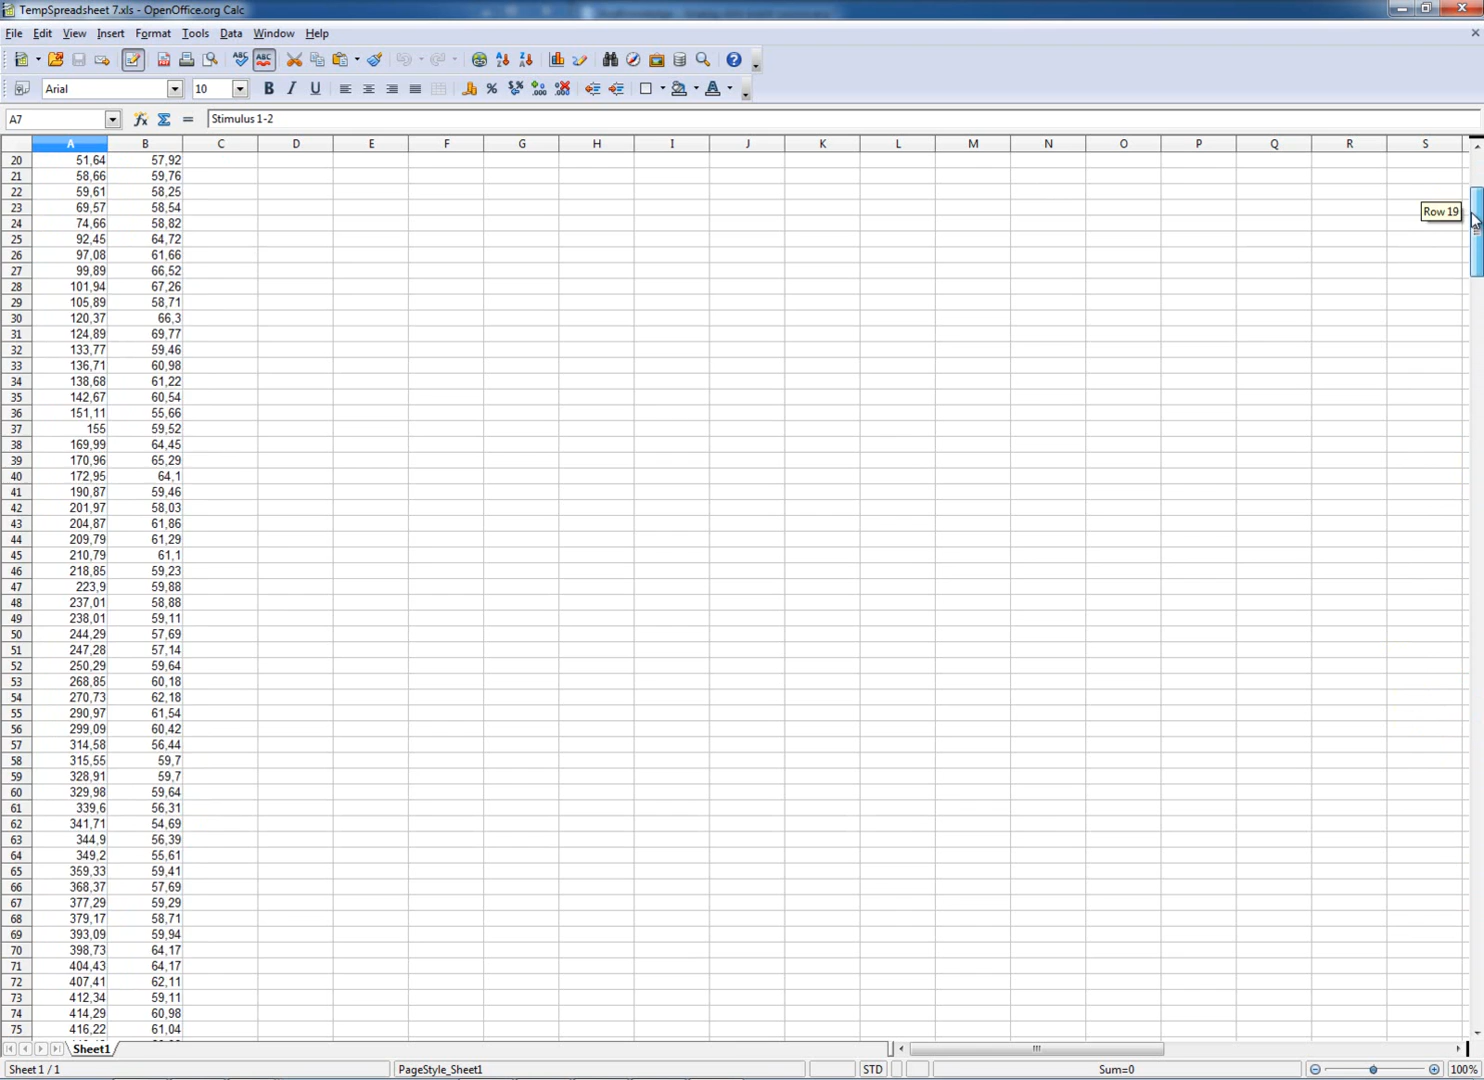 TempSpreadsheet 7.xls - OpenOffice.org Calc
File Edit View Insert Format Tools Data Window Help
Arial 10
A7 Stimulus 1-2
A B C D E F G H I J K L M N O P Q R S
20 51,64 57,92
21 58,66 59,76
22 59,61 58,25
23 69,57 58,54 Row 19
24 74,66 58,82
25 92,45 64,72
26 97,08 61,66
27 99,89 66,52
28 101,94 67,26
29 105,89 58,71
30 120,37 66,3
31 124,89 69,77
32 133,77 59,46
33 136,71 60,98
34 138,68 61,22
35 142,67 60,54
36 151,11 55,66
37 155 59,52
38 169,99 64,45
39 170,96 65,29
40 172,95 64,1
41 190,87 59,46
42 201,97 58,03
43 204,87 61,86
44 209,79 61,29
45 210,79 61,1
46 218,85 59,23
47 223,9 59,88
48 237,01 58,88
49 238,01 59,11
50 244,29 57,69
51 247,28 57,14
52 250,29 59,64
53 268,85 60,18
54 270,73 62,18
55 290,97 61,54
56 299,09 60,42
57 314,58 56,44
58 315,55 59,7
59 328,91 59,7
60 329,98 59,64
61 339,6 56,31
62 341,71 54,69
63 344,9 56,39
64 349,2 55,61
65 359,33 59,41
66 368,37 57,69
67 377,29 59,29
68 379,17 58,71
69 393,09 59,94
70 398,73 64,17
71 404,43 64,17
72 407,41 62,11
73 412,34 59,11
74 414,29 60,98
75 416,22 61,04
Sheet1
Sheet 1 / 1 PageStyle_Sheet1 STD Sum=0 100%